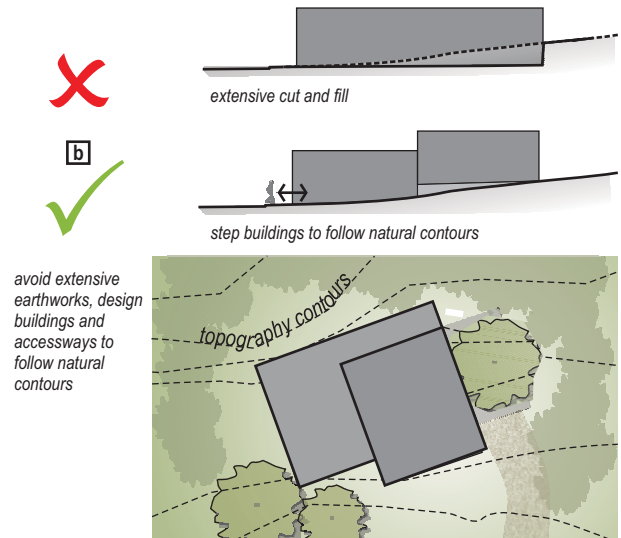 extensive cut and fill
b
step buildings to follow natural contours
avoid extensive
earthworks, design
buildings and
accessways to
follow natural
contours
topography contours